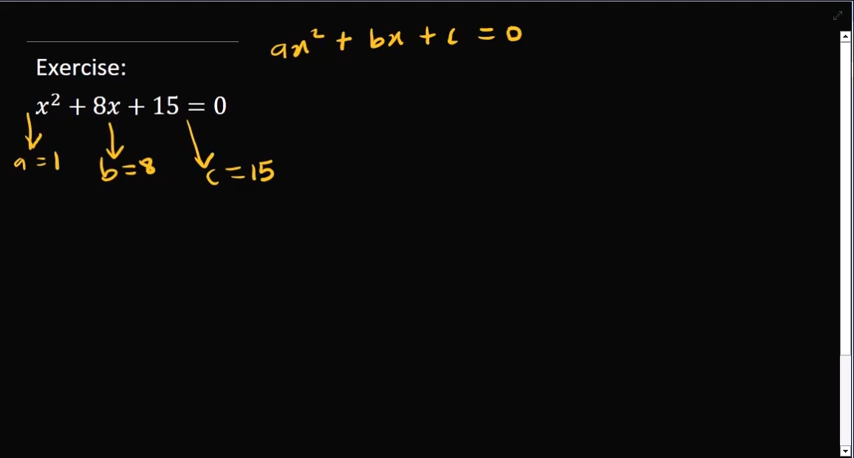 ax² + bx + c = 0
Exercise:
x² + 8x + 15 = 0
a = 1 b = 8 c = 15